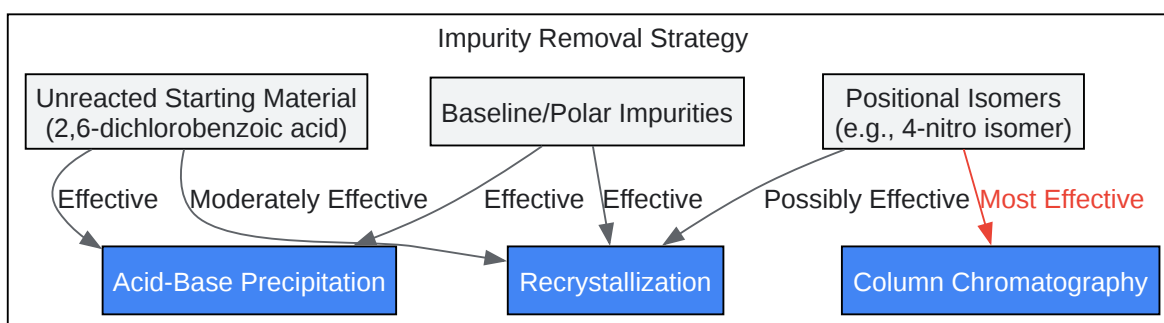 Impurity Removal Strategy
Unreacted Starting Material
(2,6-dichlorobenzoic acid)
Baseline/Polar Impurities
Positional Isomers
(e.g., 4-nitro isomer)
Effective
Moderately Effective
Effective
Effective
Possibly Effective
Most Effective
Acid-Base Precipitation
Recrystallization
Column Chromatography